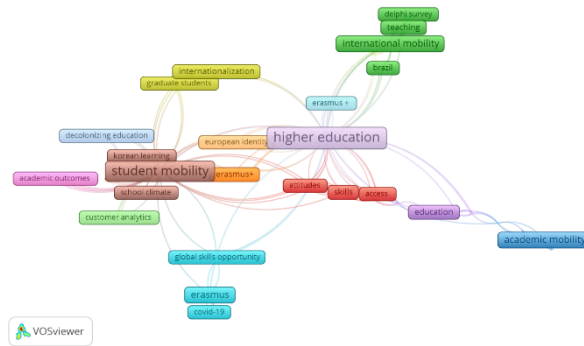 delphi survey
teaching
international mobility
brazil
internationalization
graduate students
erasmus +
decolonizing education
european identity
higher education
korean learning
student mobility
erasmus+
academic outcomes
school climate
attitudes
skills
access
customer analytics
education
academic mobility
global skills opportunity
erasmus
covid-19
VOSviewer